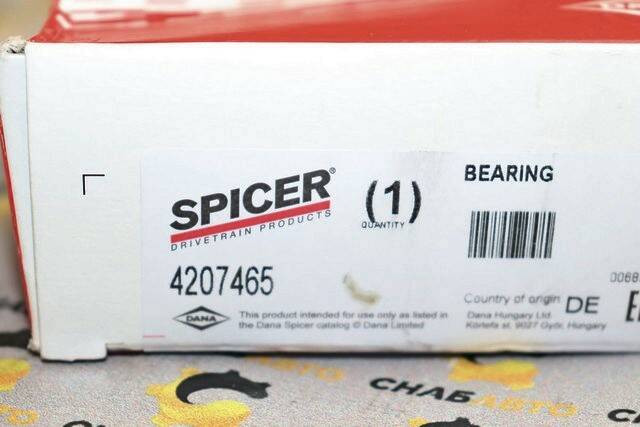 SPICER®
DRIVETRAIN PRODUCTS
(1)
QUANTITY
BEARING
4207465
DANA
This product intended for use only as listed in
the Dana Spicer catalog © Dana Limited
Country of origin DE
Dana Hungary Ltd.
Körtefa st. 9027 Győr, Hungary
СНАБАВТО
АВТО